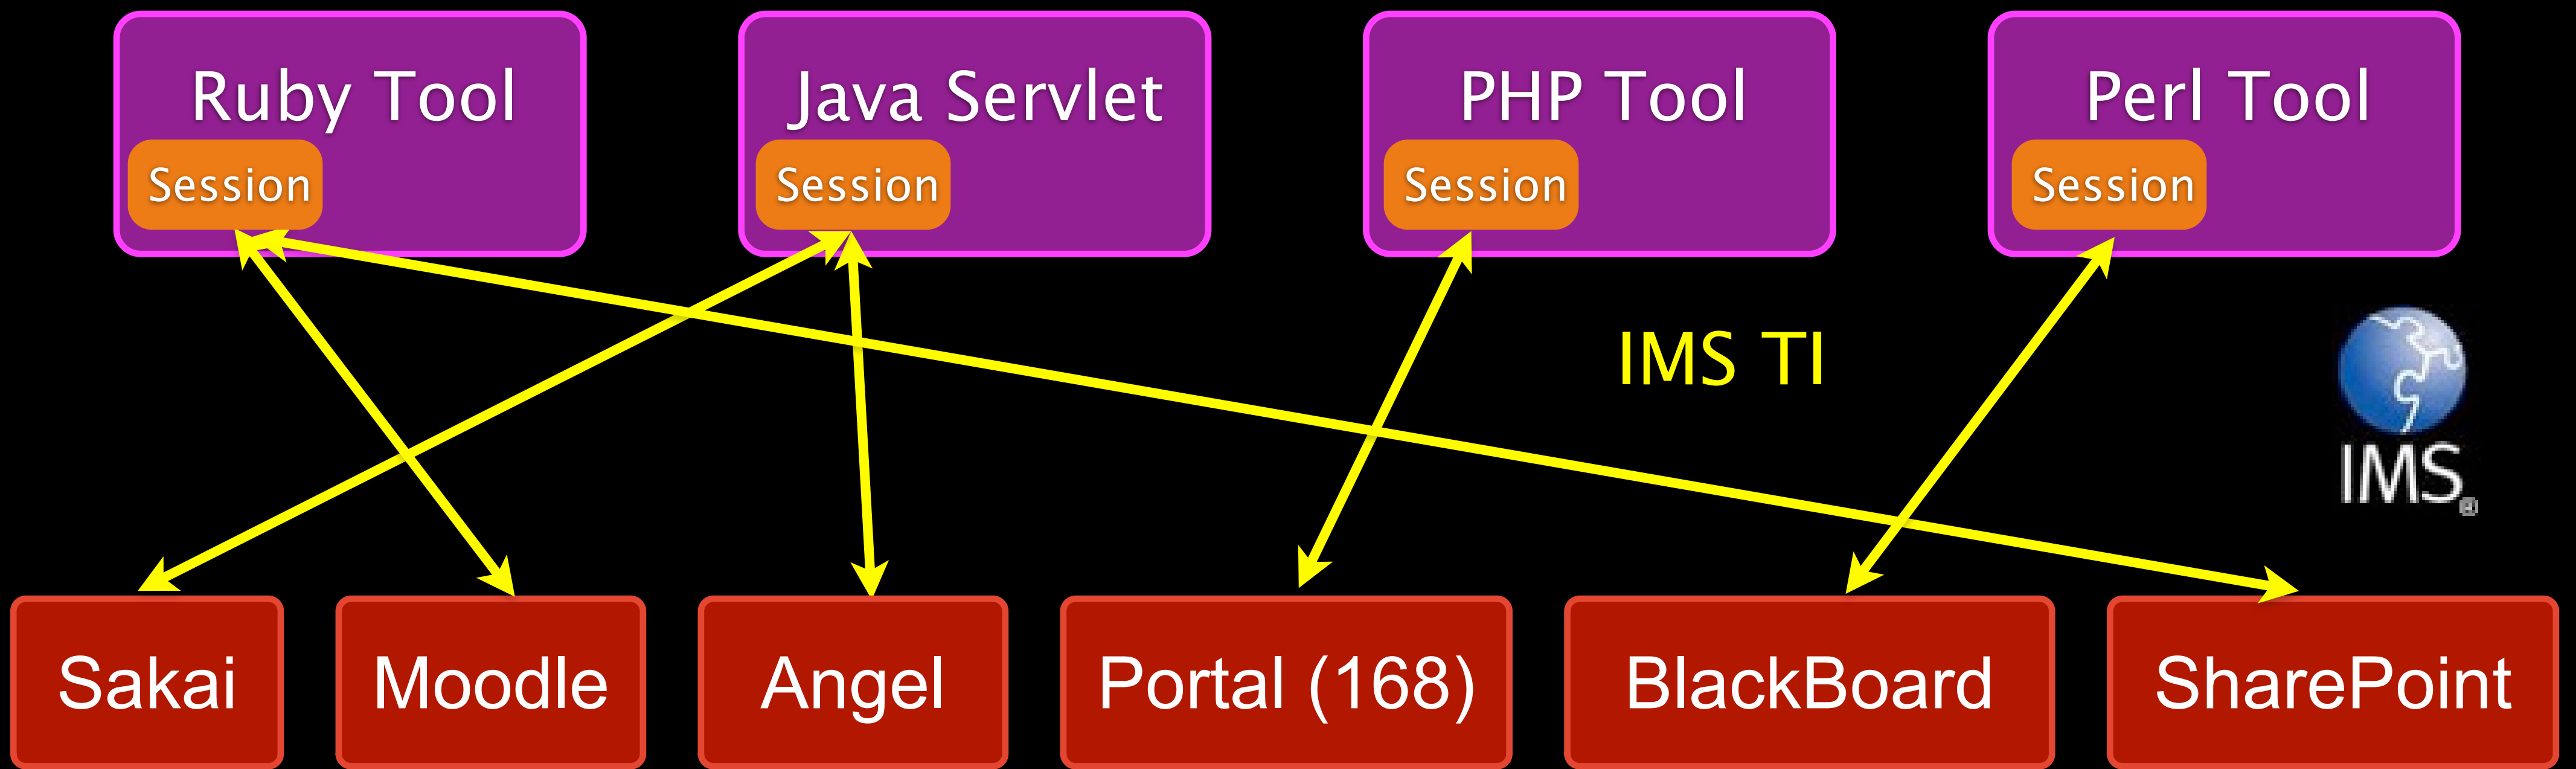 Ruby Tool
Session
Java Servlet
Session
PHP Tool
Session
Perl Tool
Session
IMS TI
IMS®
Sakai
Moodle
Angel
Portal (168)
BlackBoard
SharePoint